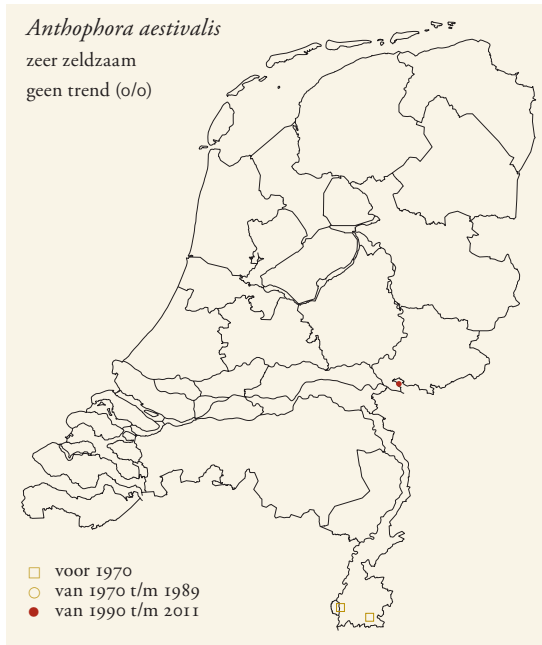 Anthophora aestivalis
zeer zeldzaam
geen trend (0/0)
voor 1970
van 1970 t/m 1989
van 1990 t/m 2011